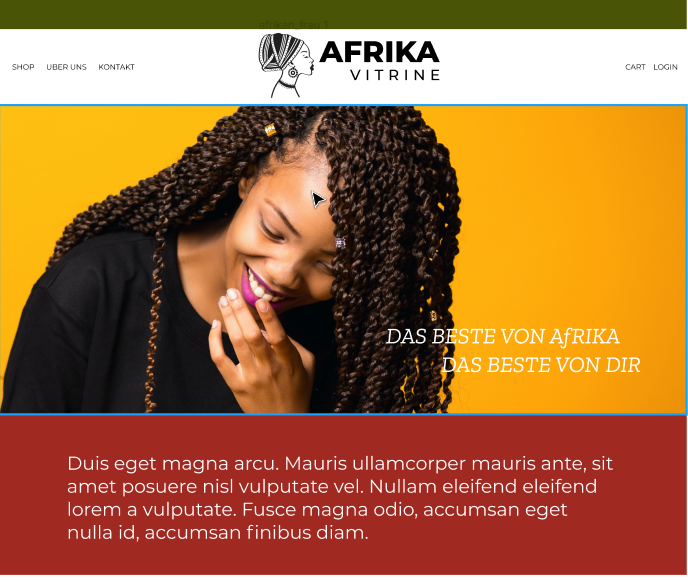 afrikan_frau 1
AFRIKA
VITRINE
SHOP UBER UNS KONTAKT
CART LOGIN
DAS BESTE VON AfRIKA
DAS BESTE VON DIR
Duis eget magna arcu. Mauris ullamcorper mauris ante, sit
amet posuere nisl vulputate vel. Nullam eleifend eleifend
lorem a vulputate. Fusce magna odio, accumsan eget
nulla id, accumsan finibus diam.